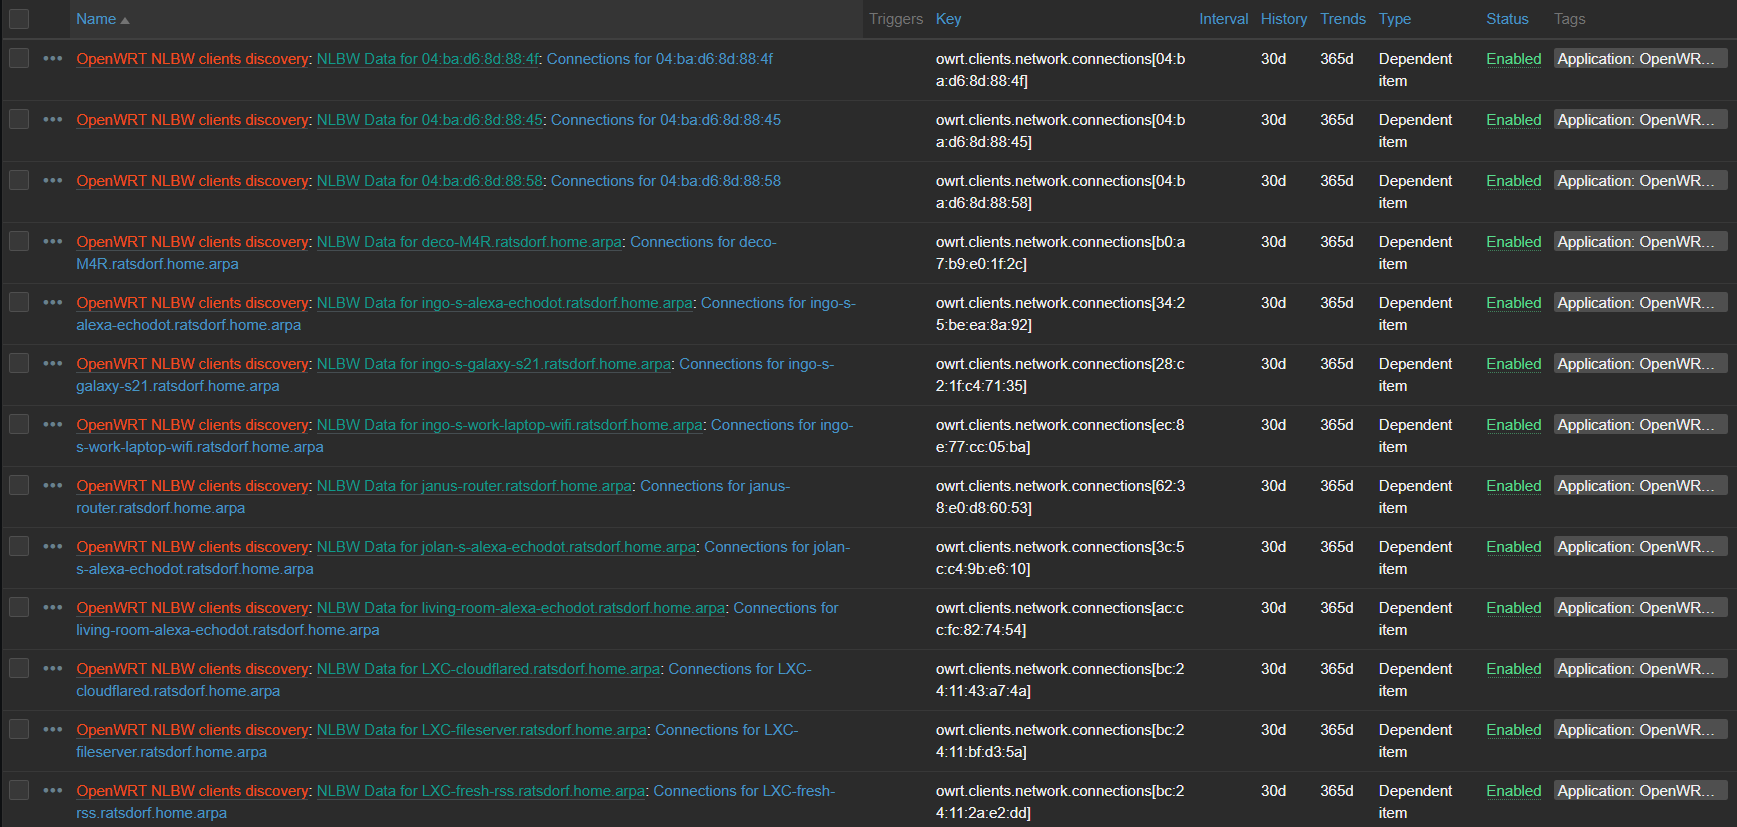 Name Triggers Key Interval History Trends Type Status Tags
OpenWRT NLBW clients discovery: NLBW Data for 04:ba:d6:8d:88:4f: Connections for 04:ba:d6:8d:88:4f owrt.clients.network.connections[04:b 30d 365d Dependent Enabled Application: OpenWR...
a:d6:8d:88:4f] item
OpenWRT NLBW clients discovery: NLBW Data for 04:ba:d6:8d:88:45: Connections for 04:ba:d6:8d:88:45 owrt.clients.network.connections[04:b 30d 365d Dependent Enabled Application: OpenWR...
a:d6:8d:88:45] item
OpenWRT NLBW clients discovery: NLBW Data for 04:ba:d6:8d:88:58: Connections for 04:ba:d6:8d:88:58 owrt.clients.network.connections[04:b 30d 365d Dependent Enabled Application: OpenWR...
a:d6:8d:88:58] item
OpenWRT NLBW clients discovery: NLBW Data for deco-M4R.ratsdorf.home.arpa: Connections for deco- owrt.clients.network.connections[b0:a 30d 365d Dependent Enabled Application: OpenWR...
M4R.ratsdorf.home.arpa 7:b9:e0:1f:2c] item
OpenWRT NLBW clients discovery: NLBW Data for ingo-s-alexa-echodot.ratsdorf.home.arpa: Connections for ingo-s- owrt.clients.network.connections[34:2 30d 365d Dependent Enabled Application: OpenWR...
alexa-echodot.ratsdorf.home.arpa 5:be:ea:8a:92] item
OpenWRT NLBW clients discovery: NLBW Data for ingo-s-galaxy-s21.ratsdorf.home.arpa: Connections for ingo-s- owrt.clients.network.connections[28:c 30d 365d Dependent Enabled Application: OpenWR...
galaxy-s21.ratsdorf.home.arpa 2:1f:c4:71:35] item
OpenWRT NLBW clients discovery: NLBW Data for ingo-s-work-laptop-wifi.ratsdorf.home.arpa: Connections for ingo- owrt.clients.network.connections[ec:8 30d 365d Dependent Enabled Application: OpenWR...
s-work-laptop-wifi.ratsdorf.home.arpa e:77:cc:05:ba] item
OpenWRT NLBW clients discovery: NLBW Data for janus-router.ratsdorf.home.arpa: Connections for janus- owrt.clients.network.connections[62:3 30d 365d Dependent Enabled Application: OpenWR...
router.ratsdorf.home.arpa 8:e0:d8:60:53] item
OpenWRT NLBW clients discovery: NLBW Data for jolan-s-alexa-echodot.ratsdorf.home.arpa: Connections for jolan- owrt.clients.network.connections[3c:5 30d 365d Dependent Enabled Application: OpenWR...
s-alexa-echodot.ratsdorf.home.arpa c:c4:9b:e6:10] item
OpenWRT NLBW clients discovery: NLBW Data for living-room-alexa-echodot.ratsdorf.home.arpa: Connections for owrt.clients.network.connections[ac:c 30d 365d Dependent Enabled Application: OpenWR...
living-room-alexa-echodot.ratsdorf.home.arpa c:fc:82:74:54] item
OpenWRT NLBW clients discovery: NLBW Data for LXC-cloudflared.ratsdorf.home.arpa: Connections for LXC- owrt.clients.network.connections[bc:2 30d 365d Dependent Enabled Application: OpenWR...
cloudflared.ratsdorf.home.arpa 4:11:43:a7:4a] item
OpenWRT NLBW clients discovery: NLBW Data for LXC-fileserver.ratsdorf.home.arpa: Connections for LXC- owrt.clients.network.connections[bc:2 30d 365d Dependent Enabled Application: OpenWR...
fileserver.ratsdorf.home.arpa 4:11:bf:d3:5a] item
OpenWRT NLBW clients discovery: NLBW Data for LXC-fresh-rss.ratsdorf.home.arpa: Connections for LXC-fresh- owrt.clients.network.connections[bc:2 30d 365d Dependent Enabled Application: OpenWR...
rss.ratsdorf.home.arpa 4:11:2a:e2:dd] item